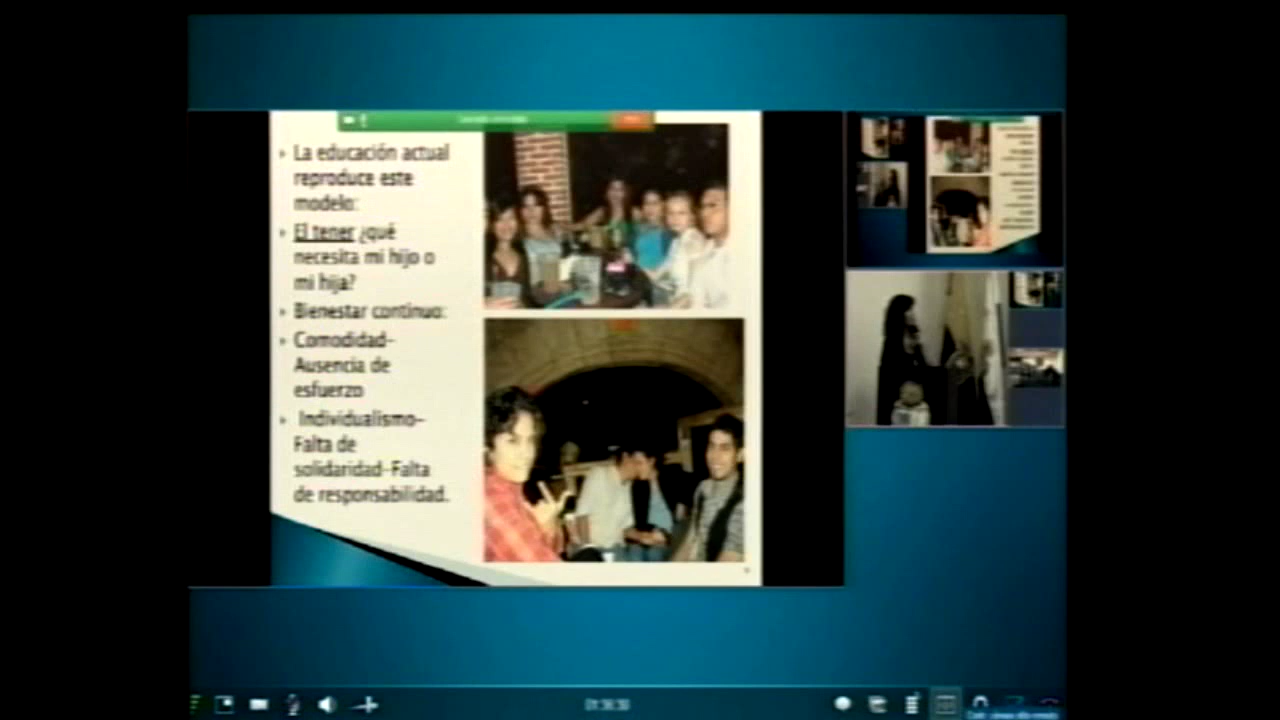 La educación actual
reproduce este
modelo:
El tener ¿qué
necesita mi hijo o
mi hija?
Bienestar continuo:
Comodidad-
Ausencia de
esfuerzo
Individualismo-
Falta de
solidaridad-Falta
de responsabilidad.